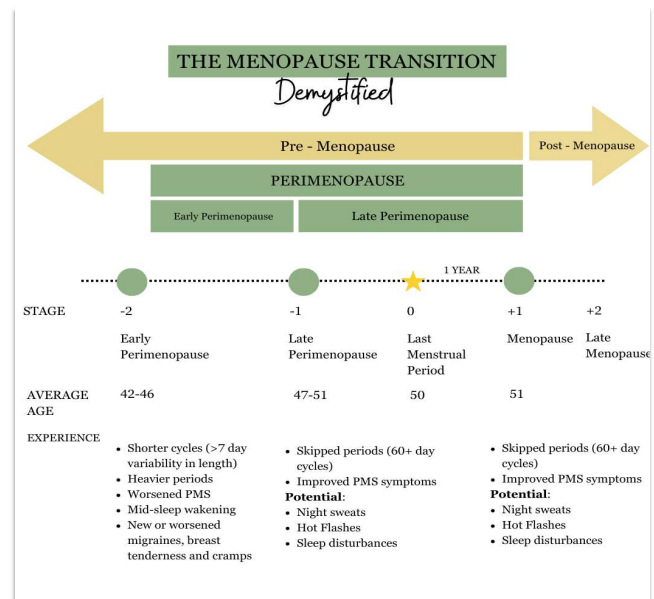 THE MENOPAUSE TRANSITION
Demystified
Pre - Menopause
Post - Menopause
PERIMENOPAUSE
Early Perimenopause
Late Perimenopause
1 YEAR
STAGE
-2
-1
0
+1
+2
Early
Perimenopause
Late
Perimenopause
Last
Menstrual
Period
Menopause
Late
Menopause
AVERAGE
AGE
42-46
47-51
50
51
EXPERIENCE
• Shorter cycles (>7 day
variability in length)
• Heavier periods
• Worsened PMS
• Mid-sleep wakening
• New or worsened
migraines, breast
tenderness and cramps
• Skipped periods (60+ day
cycles)
• Improved PMS symptoms
Potential:
• Night sweats
• Hot Flashes
• Sleep disturbances
• Skipped periods (60+ day
cycles)
• Improved PMS symptoms
Potential:
• Night sweats
• Hot Flashes
• Sleep disturbances